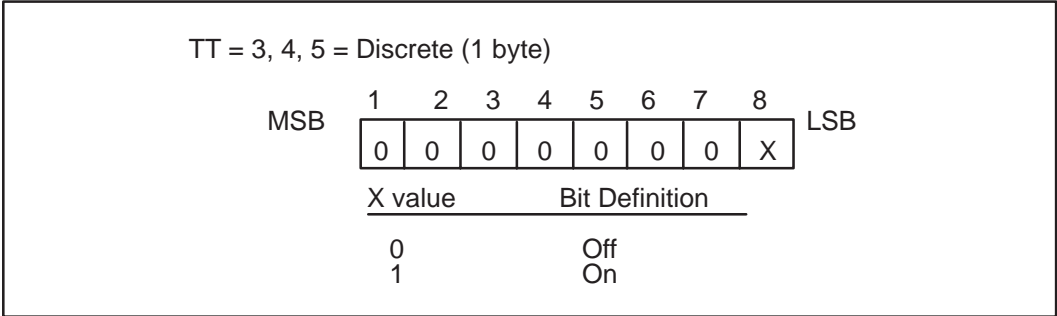 TT = 3, 4, 5 = Discrete (1 byte)
1 2 3 4 5 6 7 8
MSB LSB
0 0 0 0 0 0 0 X
X value Bit Definition
0 Off
1 On